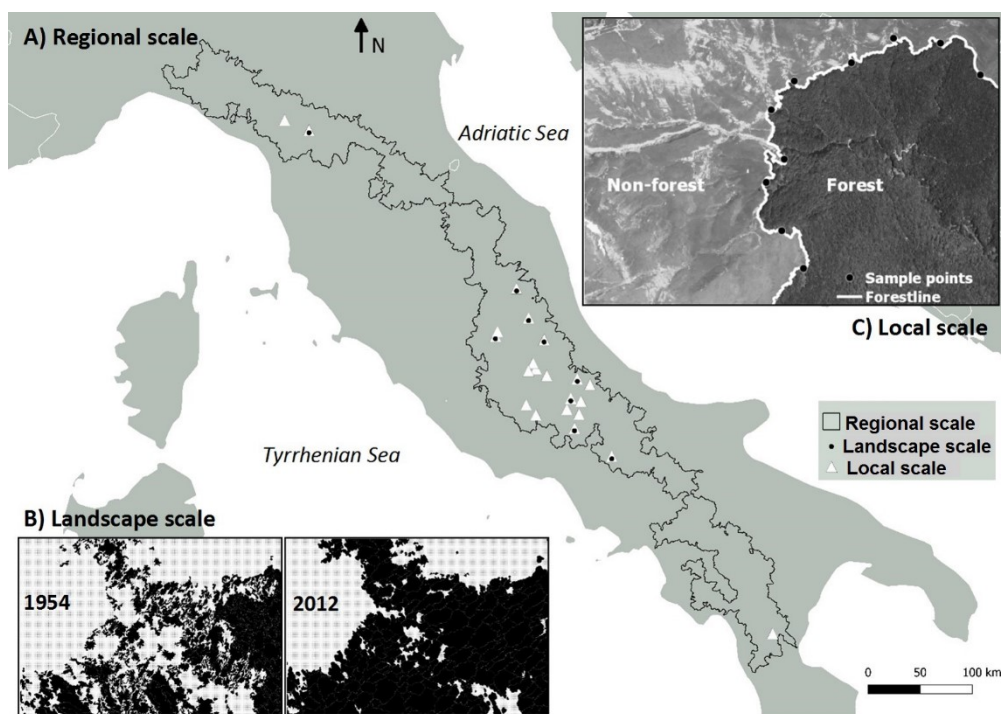 A) Regional scale
N
Adriatic Sea
Non-forest
Forest
Sample points
Forestline
C) Local scale
Regional scale
Landscape scale
Local scale
Tyrrhenian Sea
B) Landscape scale
1954
2012
0 50 100 km